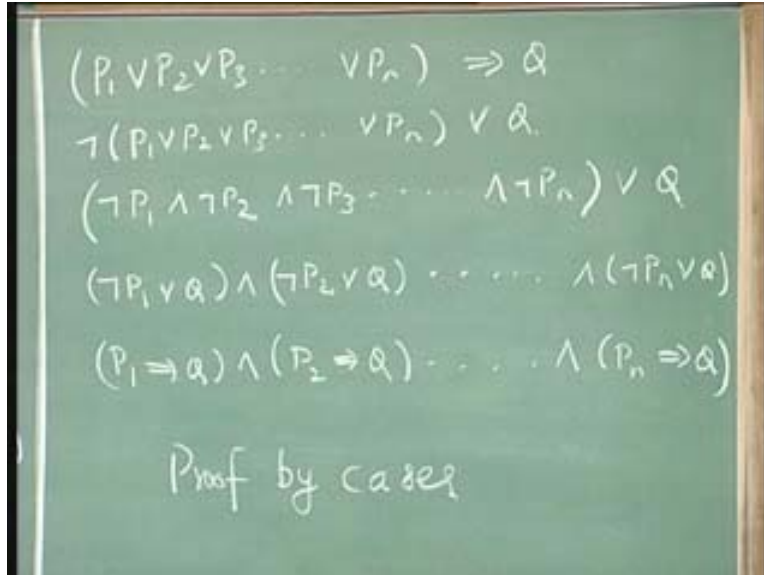 (P₁ ∨ P₂ ∨ P₃ .... ∨ Pₙ) ⇒ Q
¬(P₁ ∨ P₂ ∨ P₃ .... ∨ Pₙ) ∨ Q.
(¬P₁ ∧ ¬P₂ ∧ ¬P₃ ..... ∧ ¬Pₙ) ∨ Q
(¬P₁ ∨ Q) ∧ (¬P₂ ∨ Q) ..... ∧ (¬Pₙ ∨ Q)
(P₁ ⇒ Q) ∧ (P₂ ⇒ Q) .... ∧ (Pₙ ⇒ Q)
Proof by cases